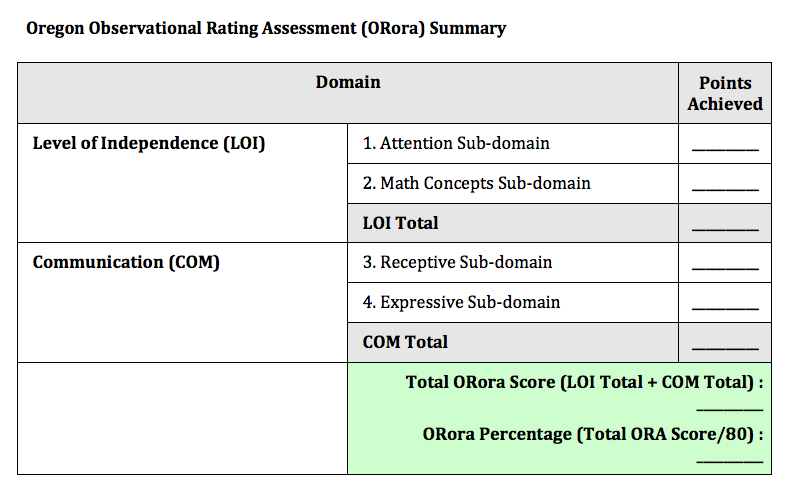 Oregon Observational Rating Assessment (ORora) Summary
Domain
Points
Achieved
Level of Independence (LOI)
1. Attention Sub-domain
________
2. Math Concepts Sub-domain
________
LOI Total
________
Communication (COM)
3. Receptive Sub-domain
________
4. Expressive Sub-domain
________
COM Total
________
Total ORora Score (LOI Total + COM Total) :
________
ORora Percentage (Total ORA Score/80) :
________